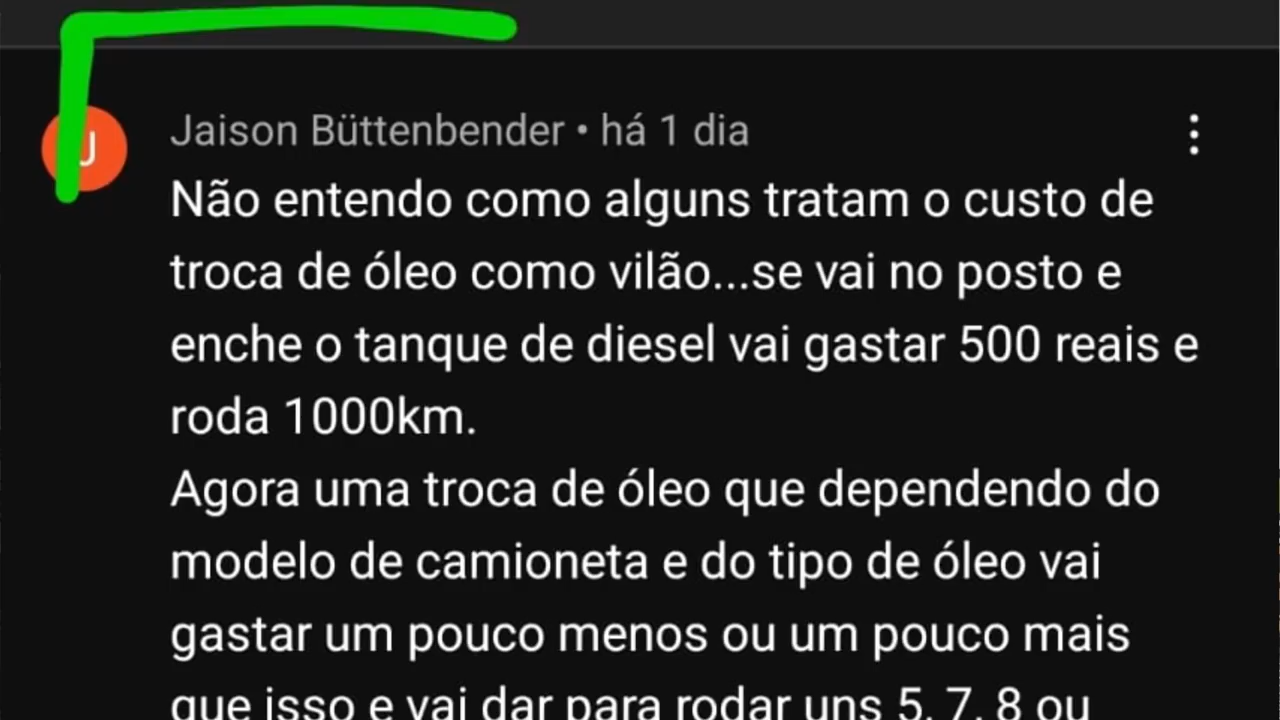 J
Jaison Büttenbender • há 1 dia
Não entendo como alguns tratam o custo de
troca de óleo como vilão...se vai no posto e
enche o tanque de diesel vai gastar 500 reais e
roda 1000km.
Agora uma troca de óleo que dependendo do
modelo de camioneta e do tipo de óleo vai
gastar um pouco menos ou um pouco mais
que isso e vai dar para rodar uns 5, 7, 8 ou